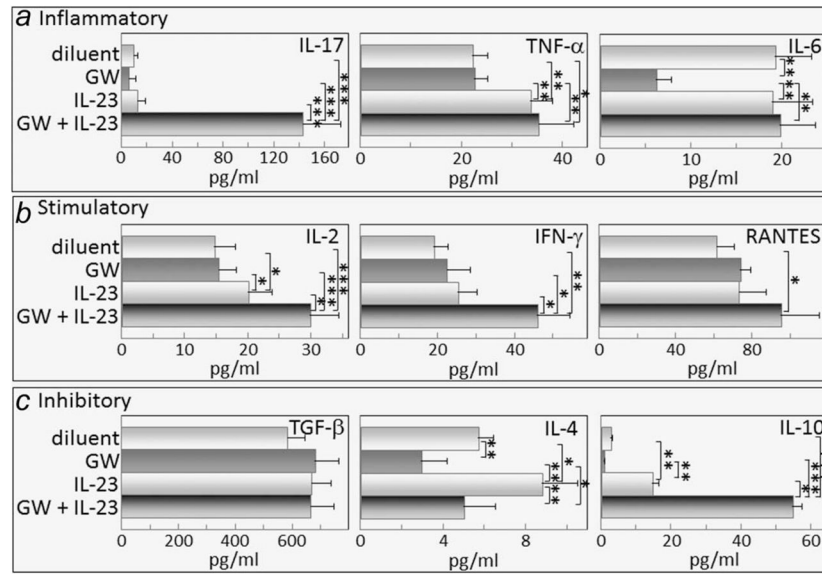 a Inflammatory
IL-17
TNF-α
IL-6
diluent
GW
IL-23
GW + IL-23
0 40 80 120 160
0 20 40
0 10 20
pg/ml
pg/ml
pg/ml
b Stimulatory
IL-2
IFN-γ
RANTES
diluent
GW
IL-23
GW + IL-23
0 10 20 30
0 20 40 60
0 40 80
pg/ml
pg/ml
pg/ml
c Inhibitory
TGF-β
IL-4
IL-10
diluent
GW
IL-23
GW + IL-23
0 200 400 600
0 4 8
0 20 40 60
pg/ml
pg/ml
pg/ml